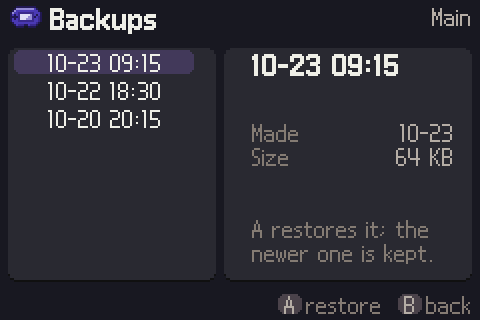 Backups
Main
10-23 09:15
10-22 18:30
10-20 20:15
10-23 09:15
Made 10-23
Size 64 KB
A restores it; the
newer one is kept.
A restore B back